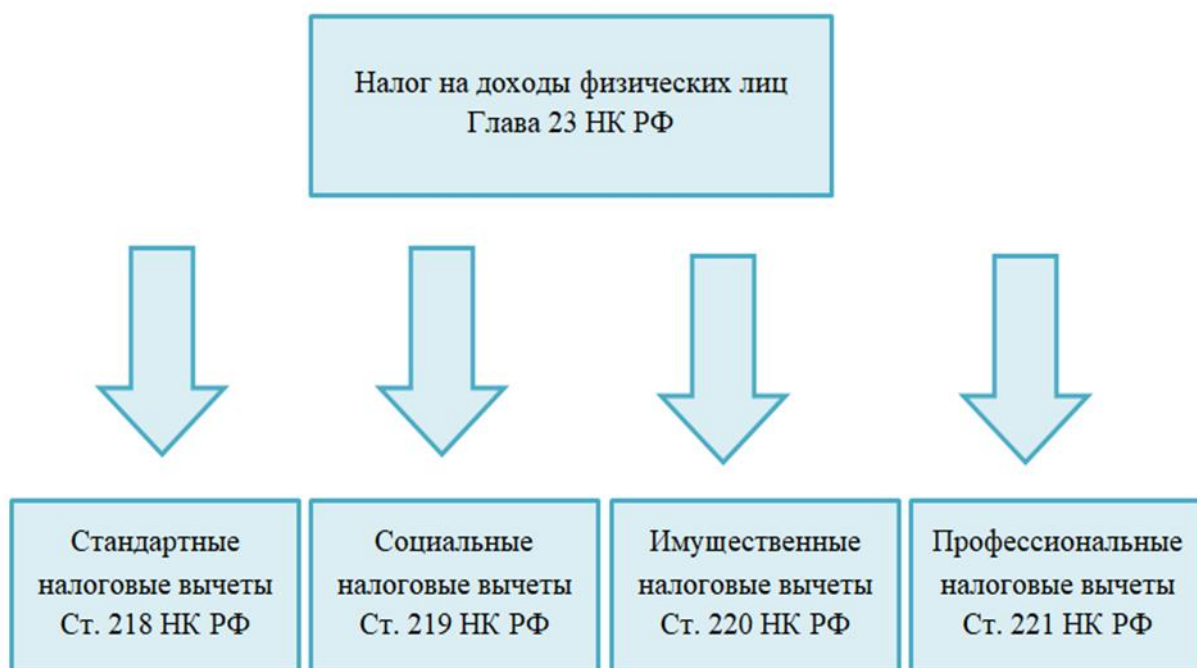 Налог на доходы физических лиц
Глава 23 НК РФ
Стандартные
налоговые вычеты
Ст. 218 НК РФ
Социальные
налоговые вычеты
Ст. 219 НК РФ
Имущественные
налоговые вычеты
Ст. 220 НК РФ
Профессиональные
налоговые вычеты
Ст. 221 НК РФ